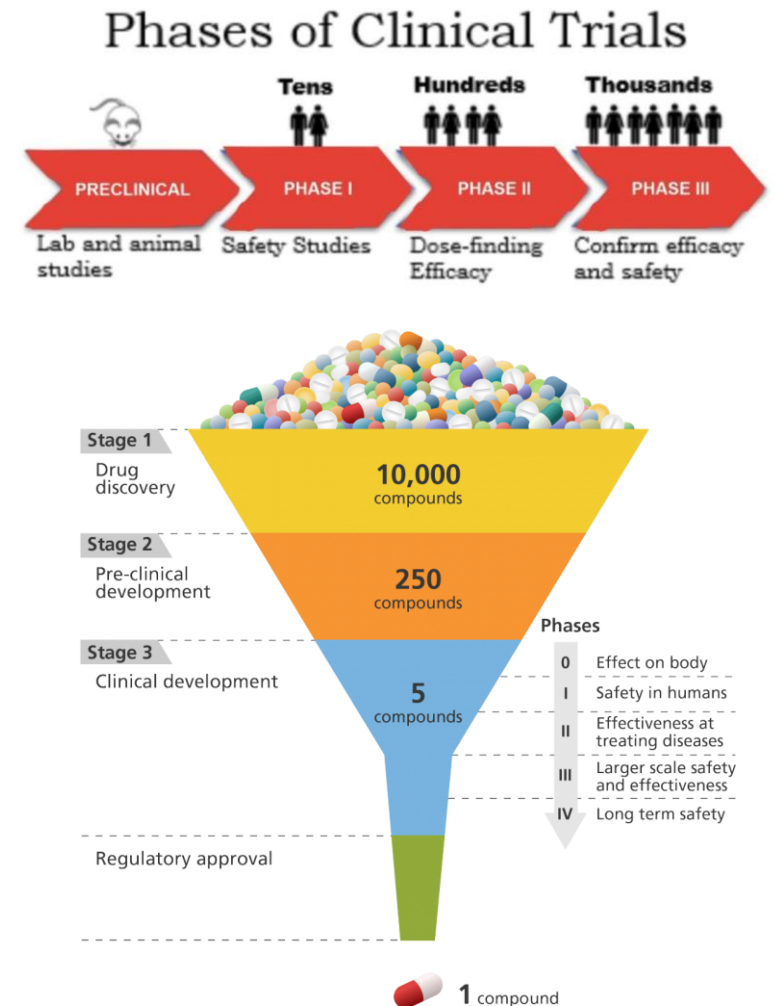 Phases of Clinical Trials
Tens
Hundreds
Thousands
PRECLINICAL
PHASE I
PHASE II
PHASE III
Lab and animal
studies
Safety Studies
Dose-finding
Efficacy
Confirm efficacy
and safety
Stage 1
Drug
discovery
10,000
compounds
Stage 2
Pre-clinical
development
250
compounds
Stage 3
Clinical development
5
compounds
Phases
0 Effect on body
I Safety in humans
II Effectiveness at
treating diseases
III Larger scale safety
and effectiveness
IV Long term safety
Regulatory approval
1 compound